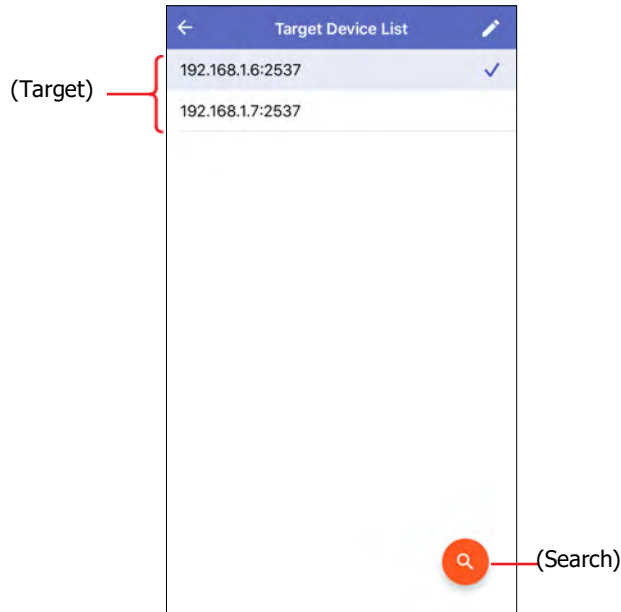 Target Device List
(Target)
192.168.1.6:2537
192.168.1.7:2537
(Search)